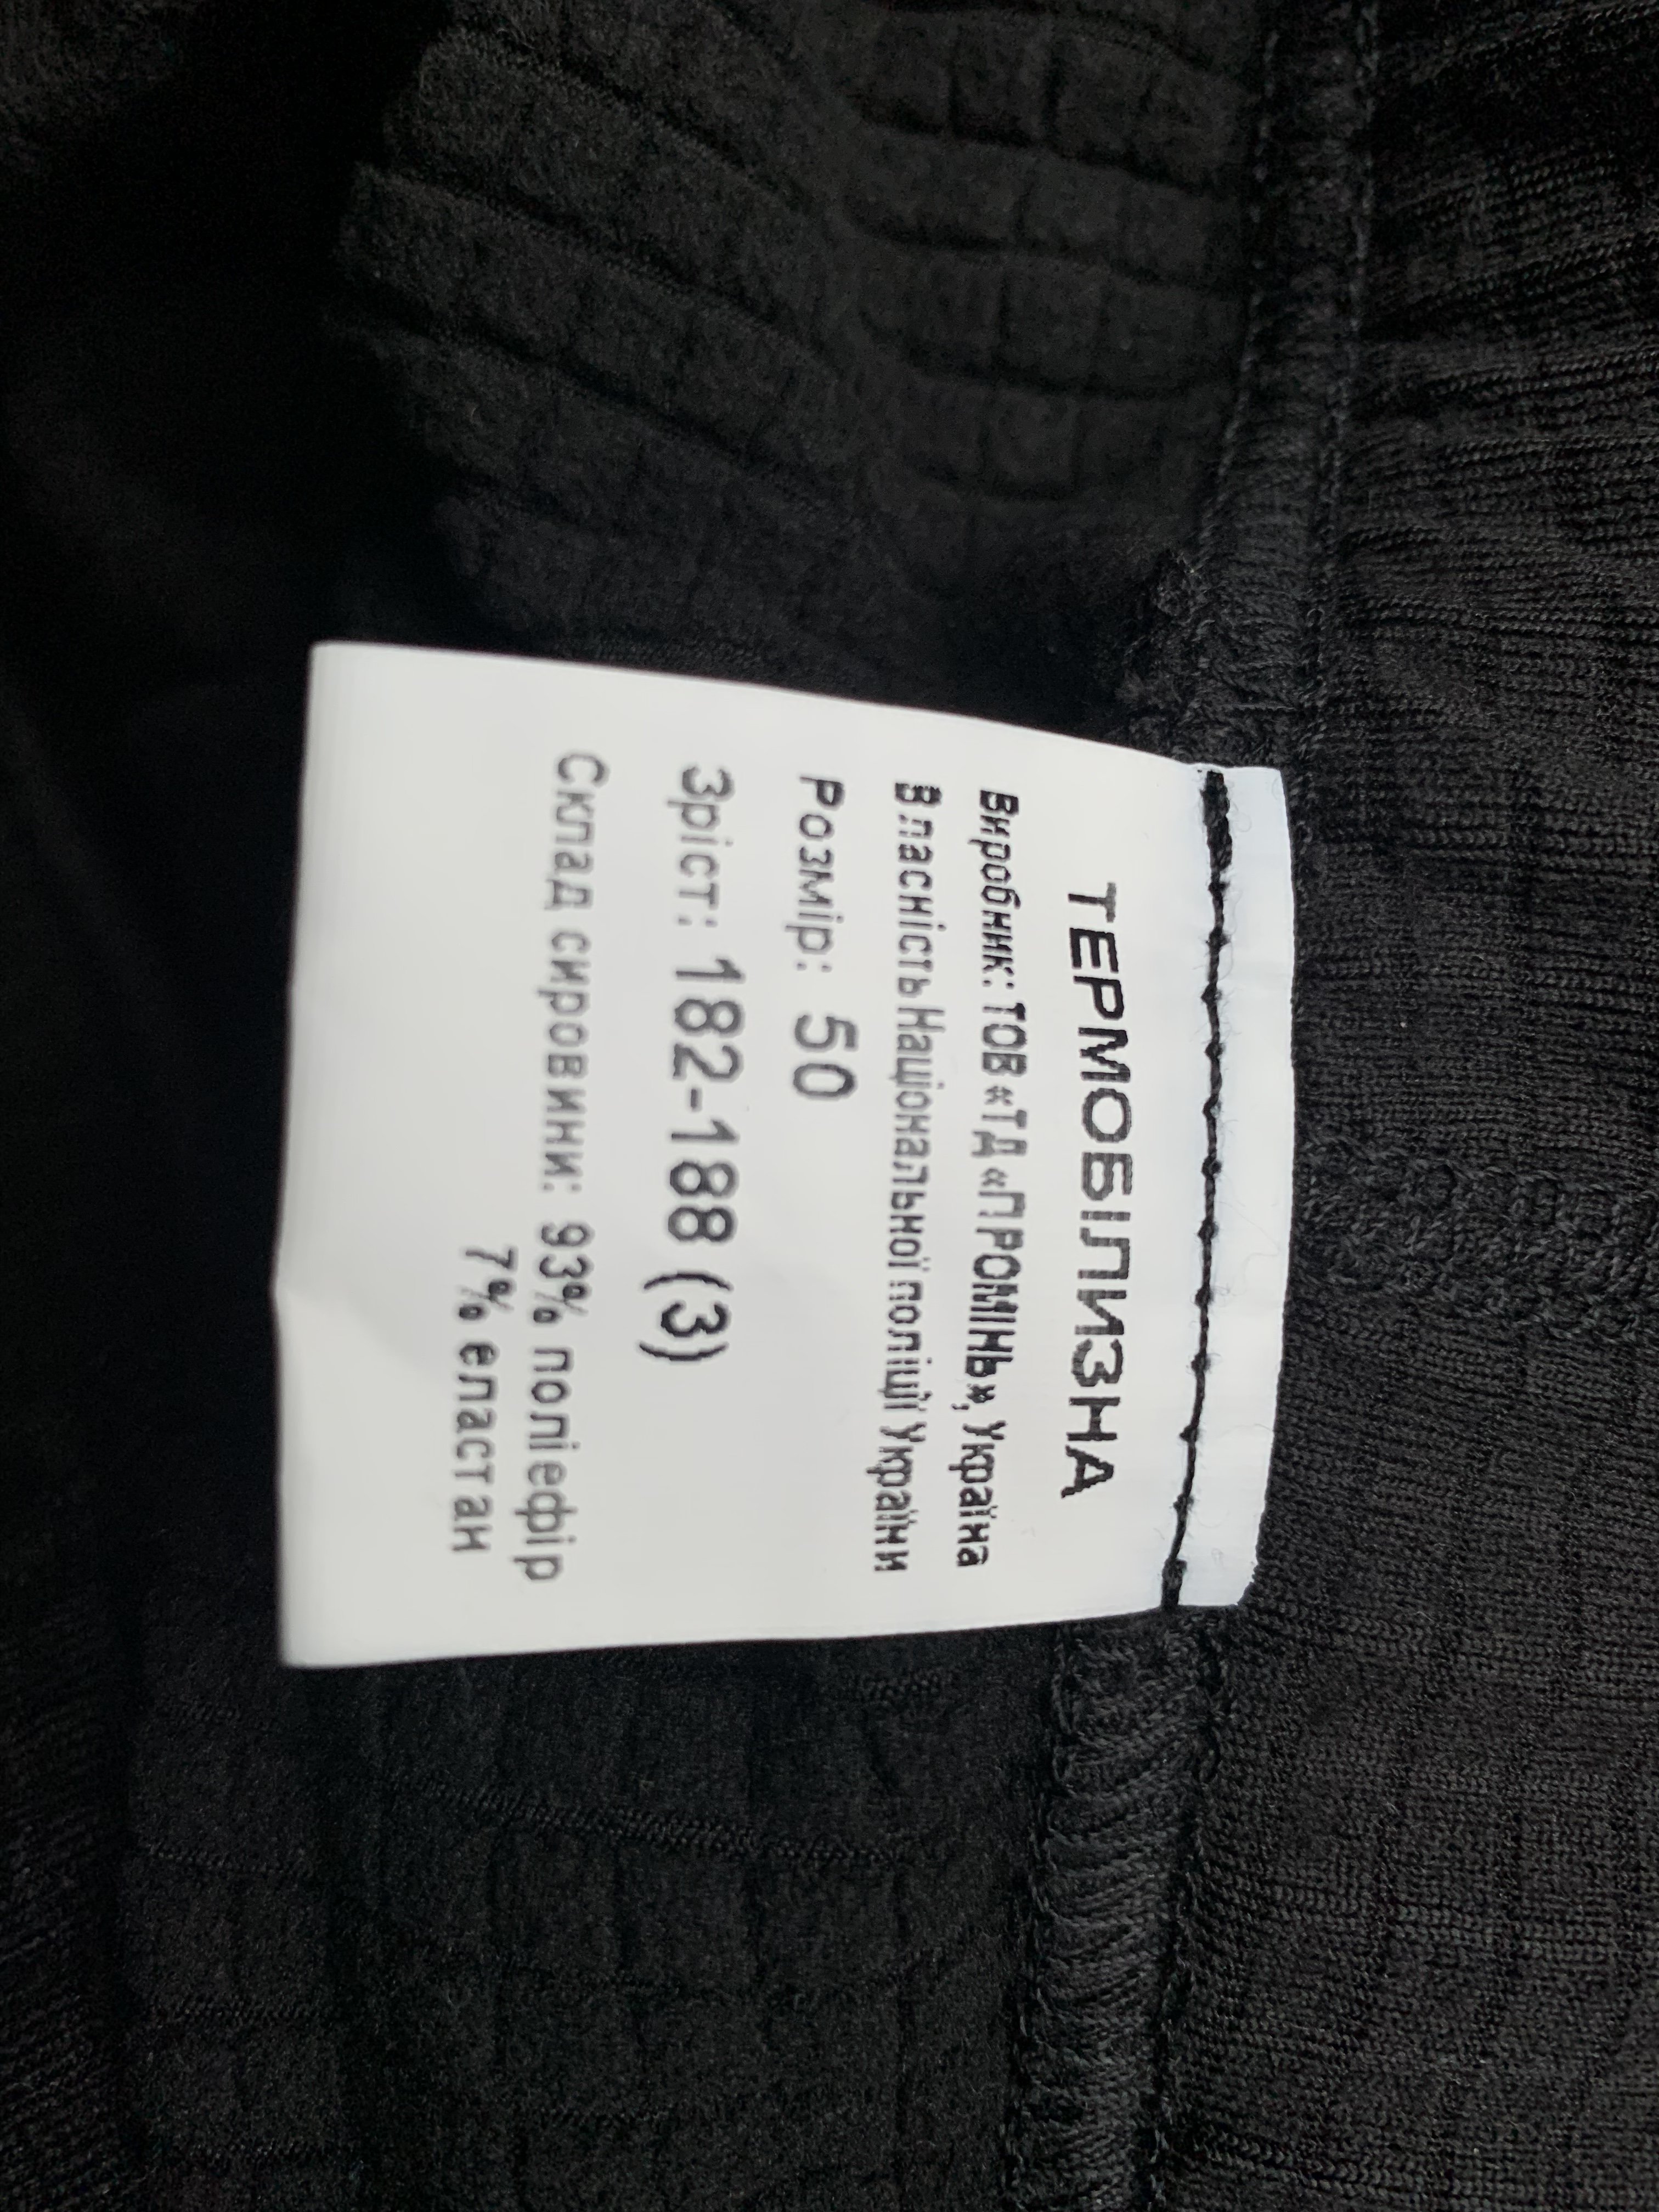 ТЕРМОБІЛИЗНА
Виробник: ТОВ «ТД «ПРОМІНЬ», Україна
Власність Національної поліції України
Розмір: 50
Зріст: 182-188 (3)
Склад сировини: 93% поліефір
7% еластан